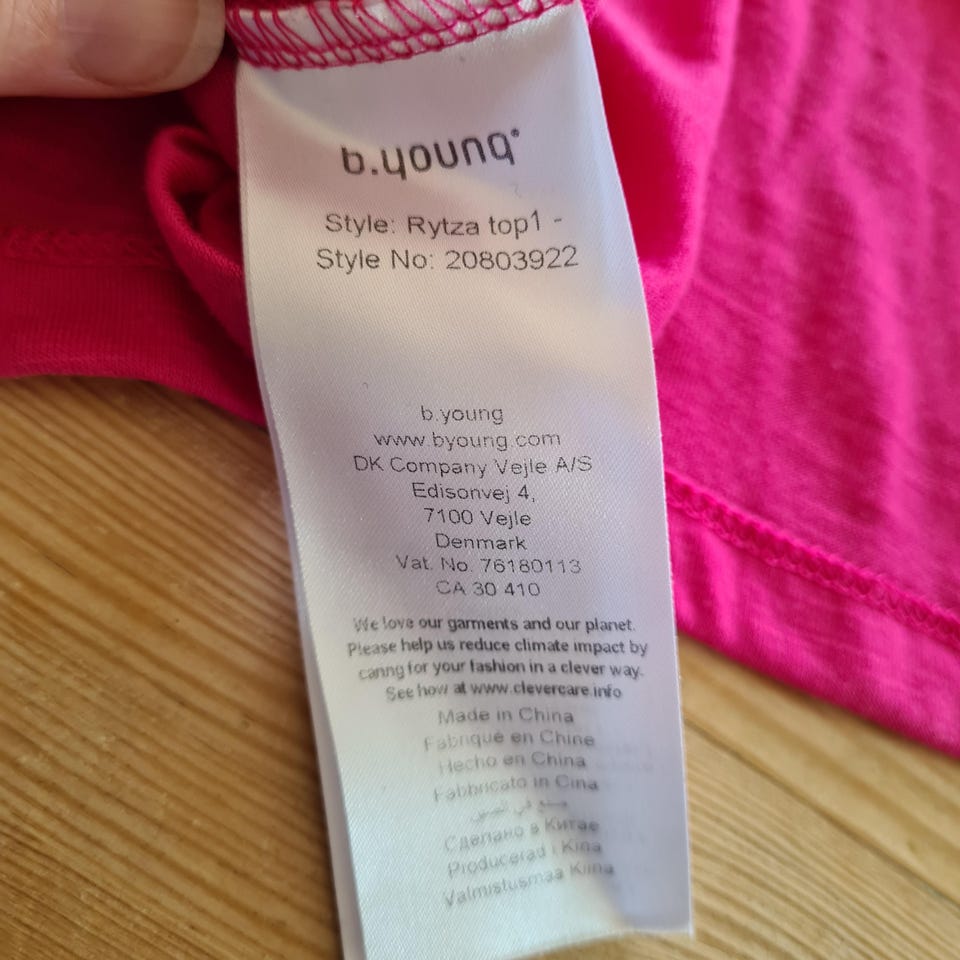 b.young®
Style: Rytza top1 -
Style No: 20803922
b.young
www.byoung.com
DK Company Vejle A/S
Edisonvej 4,
7100 Vejle
Denmark
Vat. No. 76180113
CA 30 410
We love our garments and our planet.
Please help us reduce climate impact by
caring for your fashion in a clever way.
See how at www.clevercare.info
Made in China
Fabriqué en Chine
Hecho en China
Fabbricato in Cina
صنع في الصين
Сделано в Китае
Producerad i Kina
Valmistusmaa Kiina